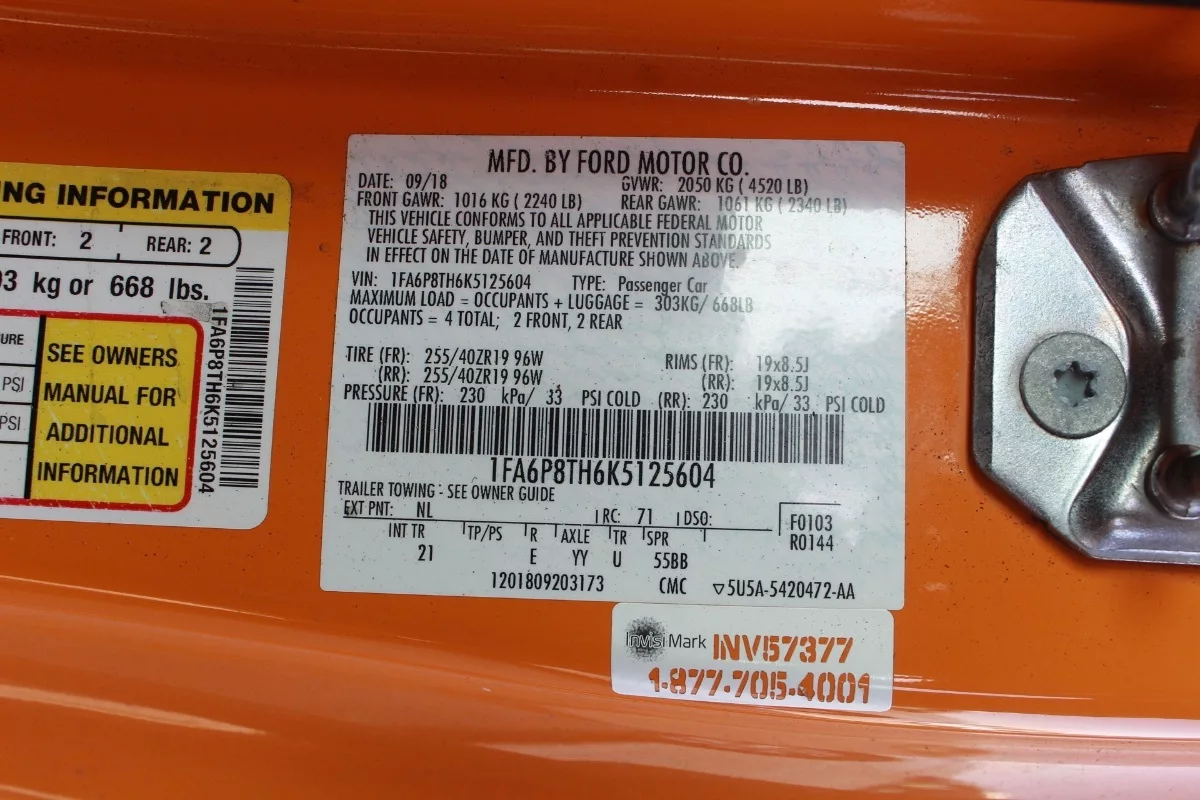 NG INFORMATION
FRONT: 2 REAR: 2
03 kg or 668 lbs.
URE
PSI
PSI
SEE OWNERS
MANUAL FOR
ADDITIONAL
INFORMATION
1FA6P8TH6K5125604
MFD. BY FORD MOTOR CO.
DATE: 09/18 GVWR: 2050 KG ( 4520 LB)
FRONT GAWR: 1016 KG ( 2240 LB) REAR GAWR: 1061 KG ( 2340 LB)
THIS VEHICLE CONFORMS TO ALL APPLICABLE FEDERAL MOTOR
VEHICLE SAFETY, BUMPER, AND THEFT PREVENTION STANDARDS
IN EFFECT ON THE DATE OF MANUFACTURE SHOWN ABOVE.
VIN: 1FA6P8TH6K5125604 TYPE: Passenger Car
MAXIMUM LOAD = OCCUPANTS + LUGGAGE = 303KG/ 668LB
OCCUPANTS = 4 TOTAL; 2 FRONT, 2 REAR
TIRE (FR): 255/40ZR19 96W RIMS (FR): 19x8.5J
(RR): 255/40ZR19 96W (RR): 19x8.5J
PRESSURE (FR): 230 kPa/ 33 PSI COLD (RR): 230 kPa/ 33 PSI COLD
1FA6P8TH6K5125604
TRAILER TOWING - SEE OWNER GUIDE
EXT PNT: NL RC: 71 DSO: F0103
INT TR TP/PS R AXLE TR SPR R0144
21 E YY U 55BB
1201809203173 CMC ▽5U5A-5420472-AA
InvisiMark INV57377
1-877-705-4001